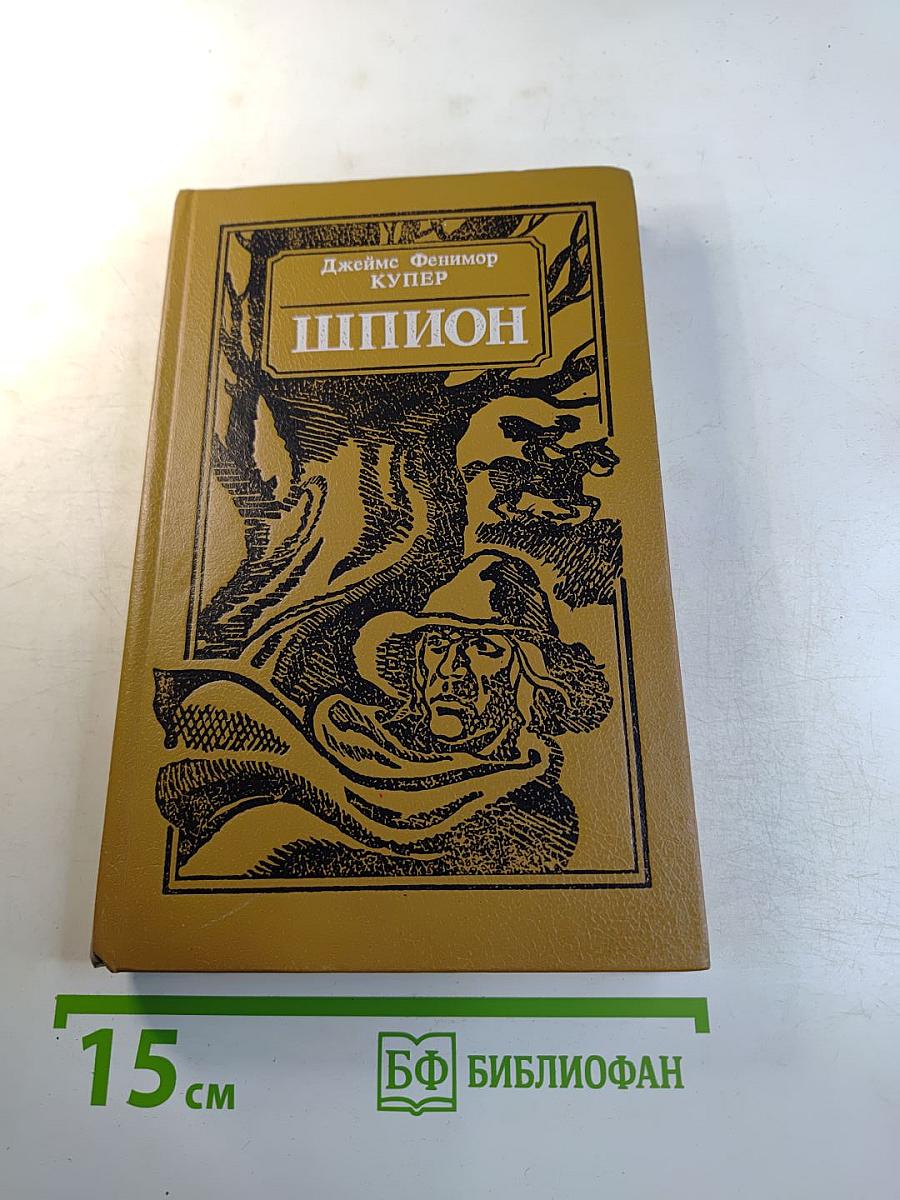 Джеймс Фенимор
КУПЕР
ШПИОН
15 см
БФ БИБЛИОФАН